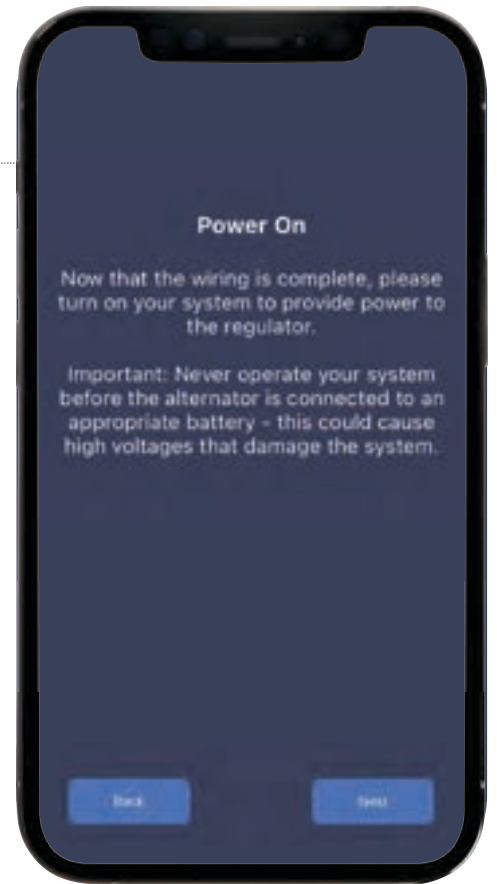 Power On
Now that the wiring is complete, please
turn on your system to provide power to
the regulator.
Important: Never operate your system
before the alternator is connected to an
appropriate battery - this could cause
high voltages that damage the system.
Back
Next